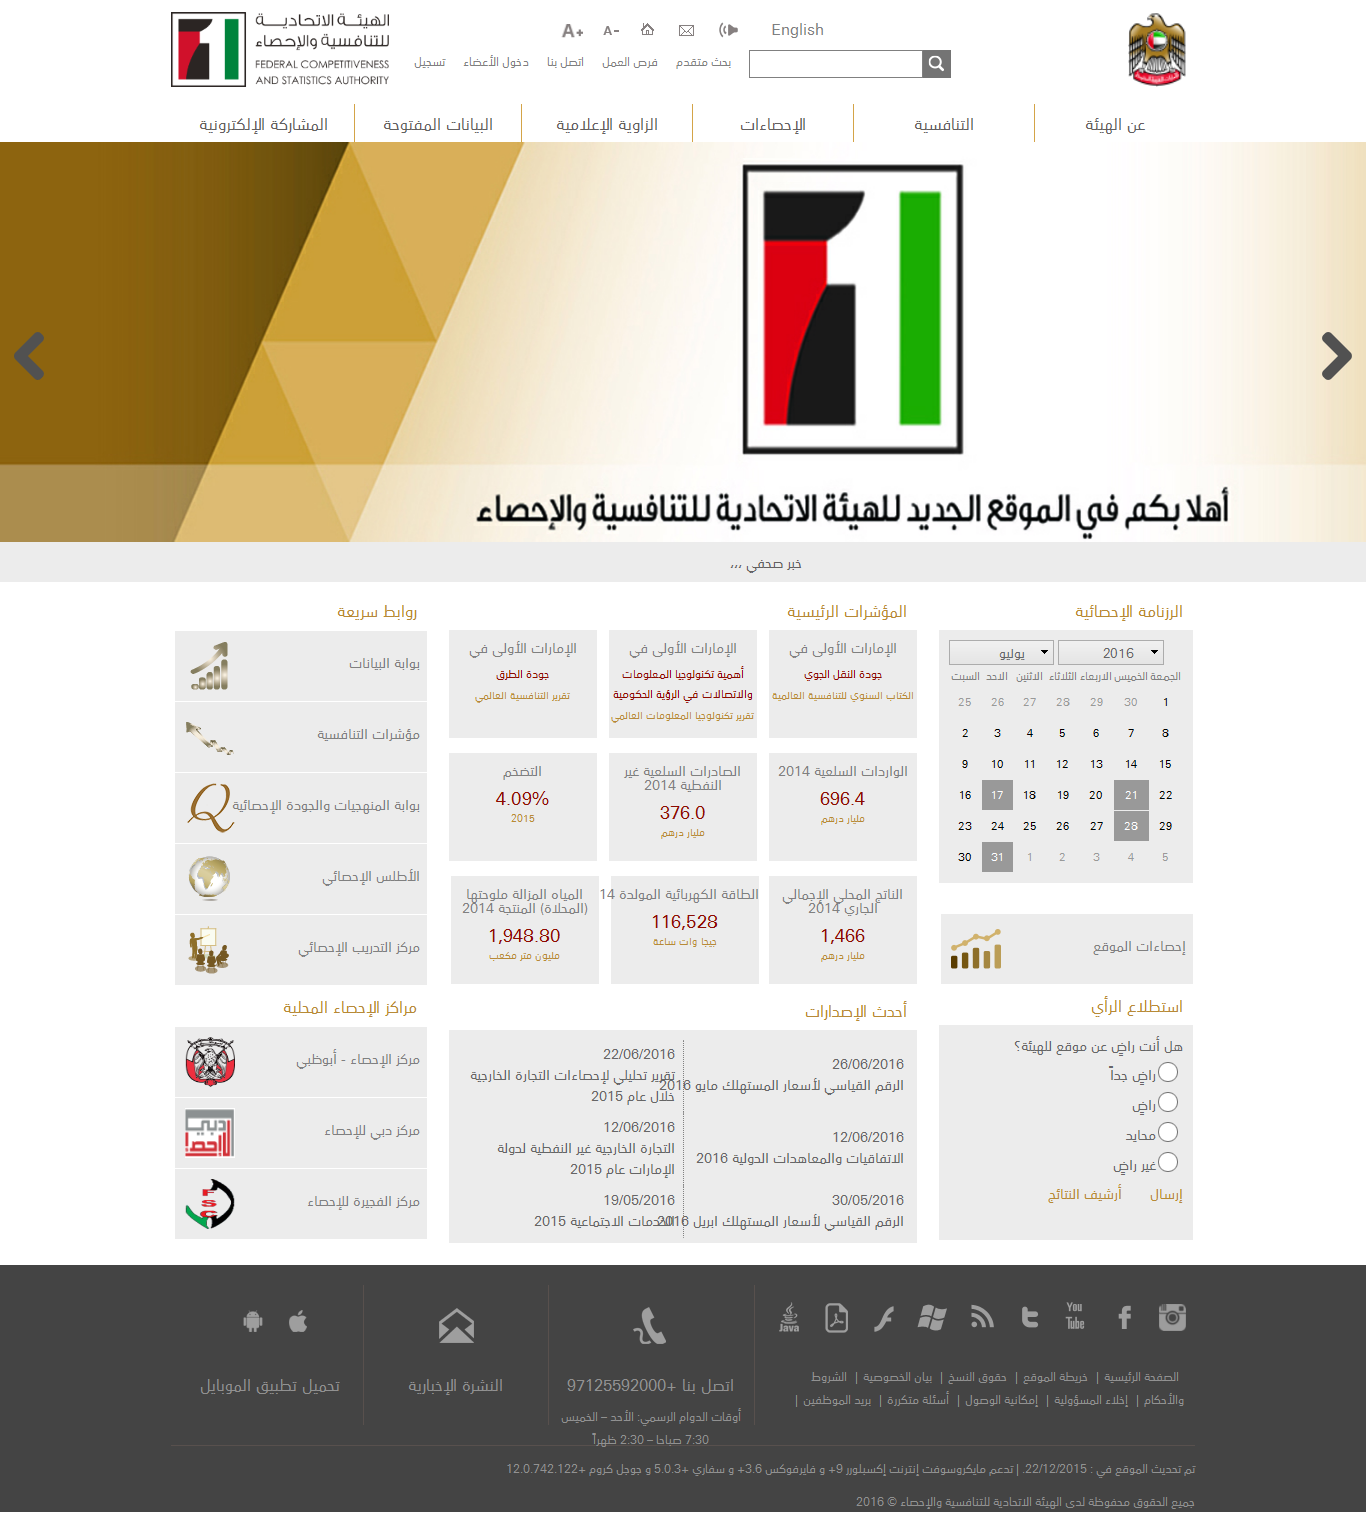 الهيئة الاتحادية
للتنافسية والإحصاء
FEDERAL COMPETITIVENESS
AND STATISTICS AUTHORITY
A+ A-
English
بحث متقدم
فرص العمل
اتصل بنا
دخول الأعضاء
تسجيل
عن الهيئة
التنافسية
الإحصاءات
الزاوية الإعلامية
البيانات المفتوحة
المشاركة الإلكترونية
أهلا بكم في الموقع الجديد للهيئة الاتحادية للتنافسية والإحصاء
خبر صحفي ،،،
الرزنامة الإحصائية
2016 يوليو
الجمعة الخميس الاربعاء الثلاثاء الاثنين الاحد السبت
25 26 27 28 29 30 1
2 3 4 5 6 7 8
9 10 11 12 13 14 15
16 17 18 19 20 21 22
23 24 25 26 27 28 29
30 31 1 2 3 4 5
إحصاءات الموقع
استطلاع الرأي
هل أنت راضٍ عن موقع للهيئة؟
راضٍ جداً
راضٍ
محايد
غير راضٍ
إرسال
أرشيف النتائج
المؤشرات الرئيسية
الإمارات الأولى في
جودة النقل الجوي
الكتاب السنوي للتنافسية العالمية
الإمارات الأولى في
أهمية تكنولوجيا المعلومات
والاتصالات في الرؤية الحكومية
تقرير تكنولوجيا المعلومات العالمي
الإمارات الأولى في
جودة الطرق
تقرير التنافسية العالمي
الواردات السلعية 2014
696.4
مليار درهم
الصادرات السلعية غير
النفطية 2014
376.0
مليار درهم
التضخم
4.09%
2015
الناتج المحلي الإجمالي
الجاري 2014
1,466
مليار درهم
الطاقة الكهربائية المولدة 14
116,528
جيجا وات ساعة
المياه المزالة ملوحتها
(المحلاة) المنتجة 2014
1,948.80
مليون متر مكعب
أحدث الإصدارات
26/06/2016
الرقم القياسي لأسعار المستهلك مايو 2016
12/06/2016
الاتفاقيات والمعاهدات الدولية 2016
30/05/2016
الرقم القياسي لأسعار المستهلك ابريل 2016
22/06/2016
تقرير تحليلي لإحصاءات التجارة الخارجية
خلال عام 2015
12/06/2016
التجارة الخارجية غير النفطية لدولة
الإمارات عام 2015
19/05/2016
الخدمات الاجتماعية 2015
روابط سريعة
بوابة البيانات
مؤشرات التنافسية
بوابة المنهجيات والجودة الإحصائية
الأطلس الإحصائي
مركز التدريب الإحصائي
مراكز الإحصاء المحلية
مركز الإحصاء - أبوظبي
مركز دبي للإحصاء
مركز الفجيرة للإحصاء
FSC
You
Tube
Java
الصفحة الرئيسية | خريطة الموقع | حقوق النسخ | بيان الخصوصية | الشروط
والأحكام | إخلاء المسؤولية | إمكانية الوصول | أسئلة متكررة | بريد الموظفين |
اتصل بنا +97125592000
أوقات الدوام الرسمي: الأحد – الخميس
7:30 صباحا – 2:30 ظهراً
النشرة الإخبارية
تحميل تطبيق الموبايل
تم تحديث الموقع في : 22/12/2015. | تدعم مايكروسوفت إنترنت إكسبلورر 9+ و فايرفوكس 3.6+ و سفاري +5.0.3 و جوجل كروم +12.0.742.122
جميع الحقوق محفوظة لدى الهيئة الاتحادية للتنافسية والإحصاء © 2016